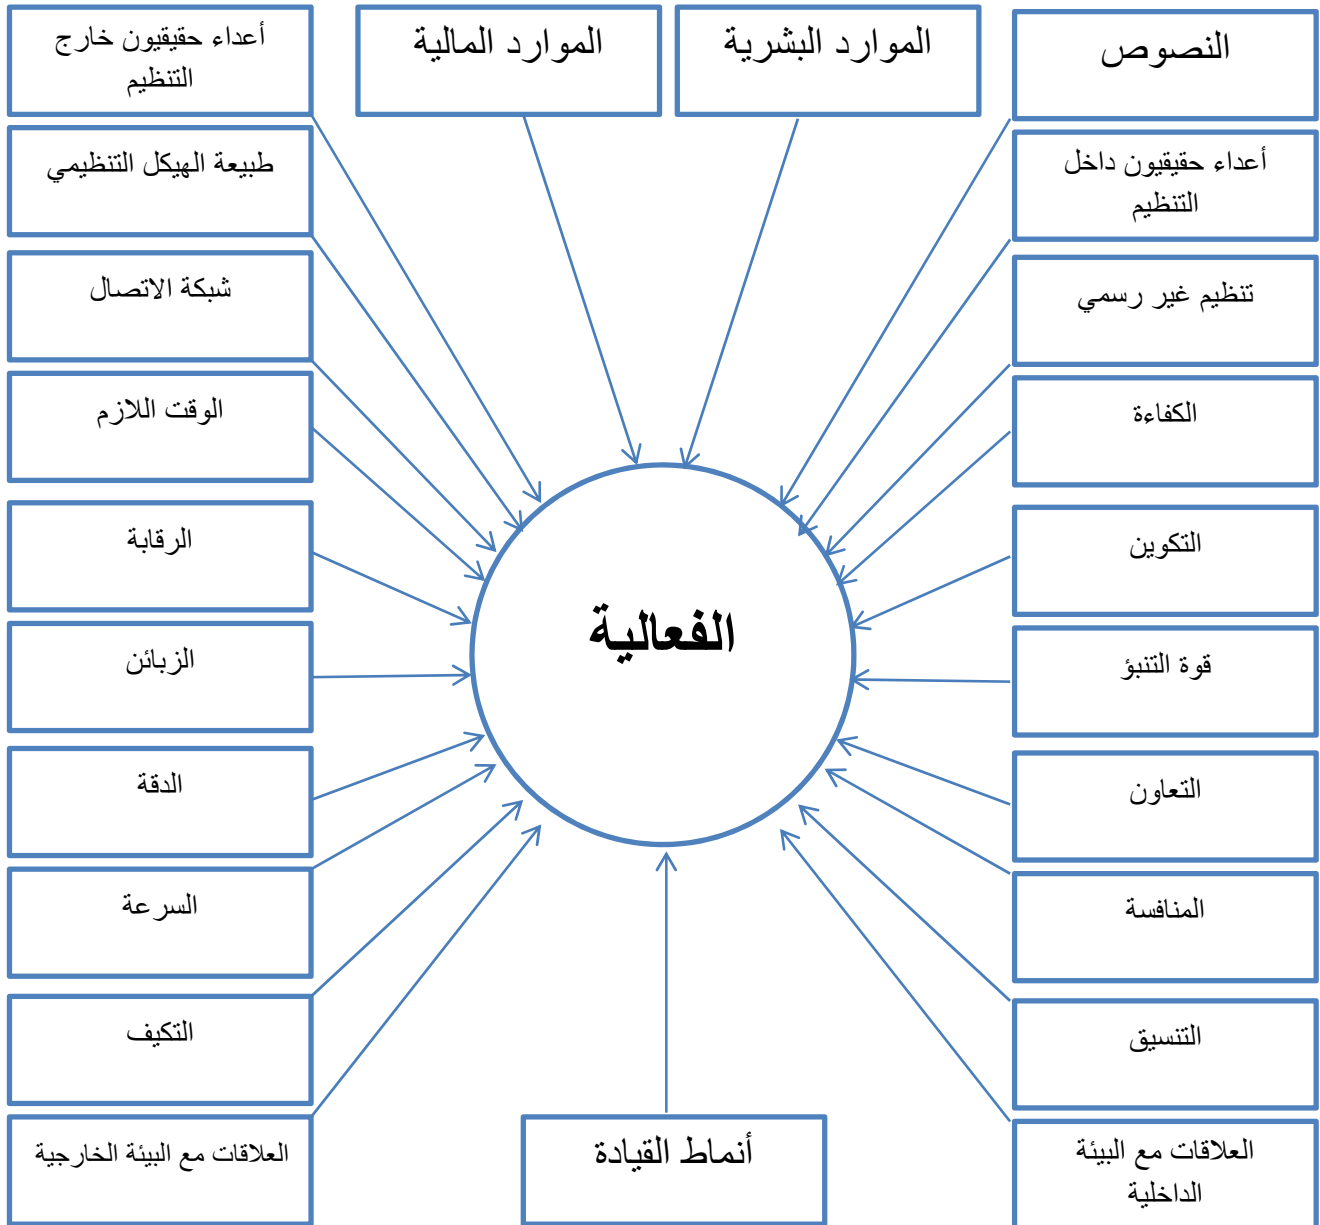 النصوص
الموارد البشرية
الموارد المالية
أعداء حقيقيون خارج
التنظيم
أعداء حقيقيون داخل
التنظيم
طبيعة الهيكل التنظيمي
تنظيم غير رسمي
شبكة الاتصال
الكفاءة
الوقت اللازم
التكوين
الرقابة
الفعالية
قوة التنبؤ
الزبائن
التعاون
الدقة
المنافسة
السرعة
التنسيق
التكيف
العلاقات مع البيئة
الداخلية
أنماط القيادة
العلاقات مع البيئة الخارجية